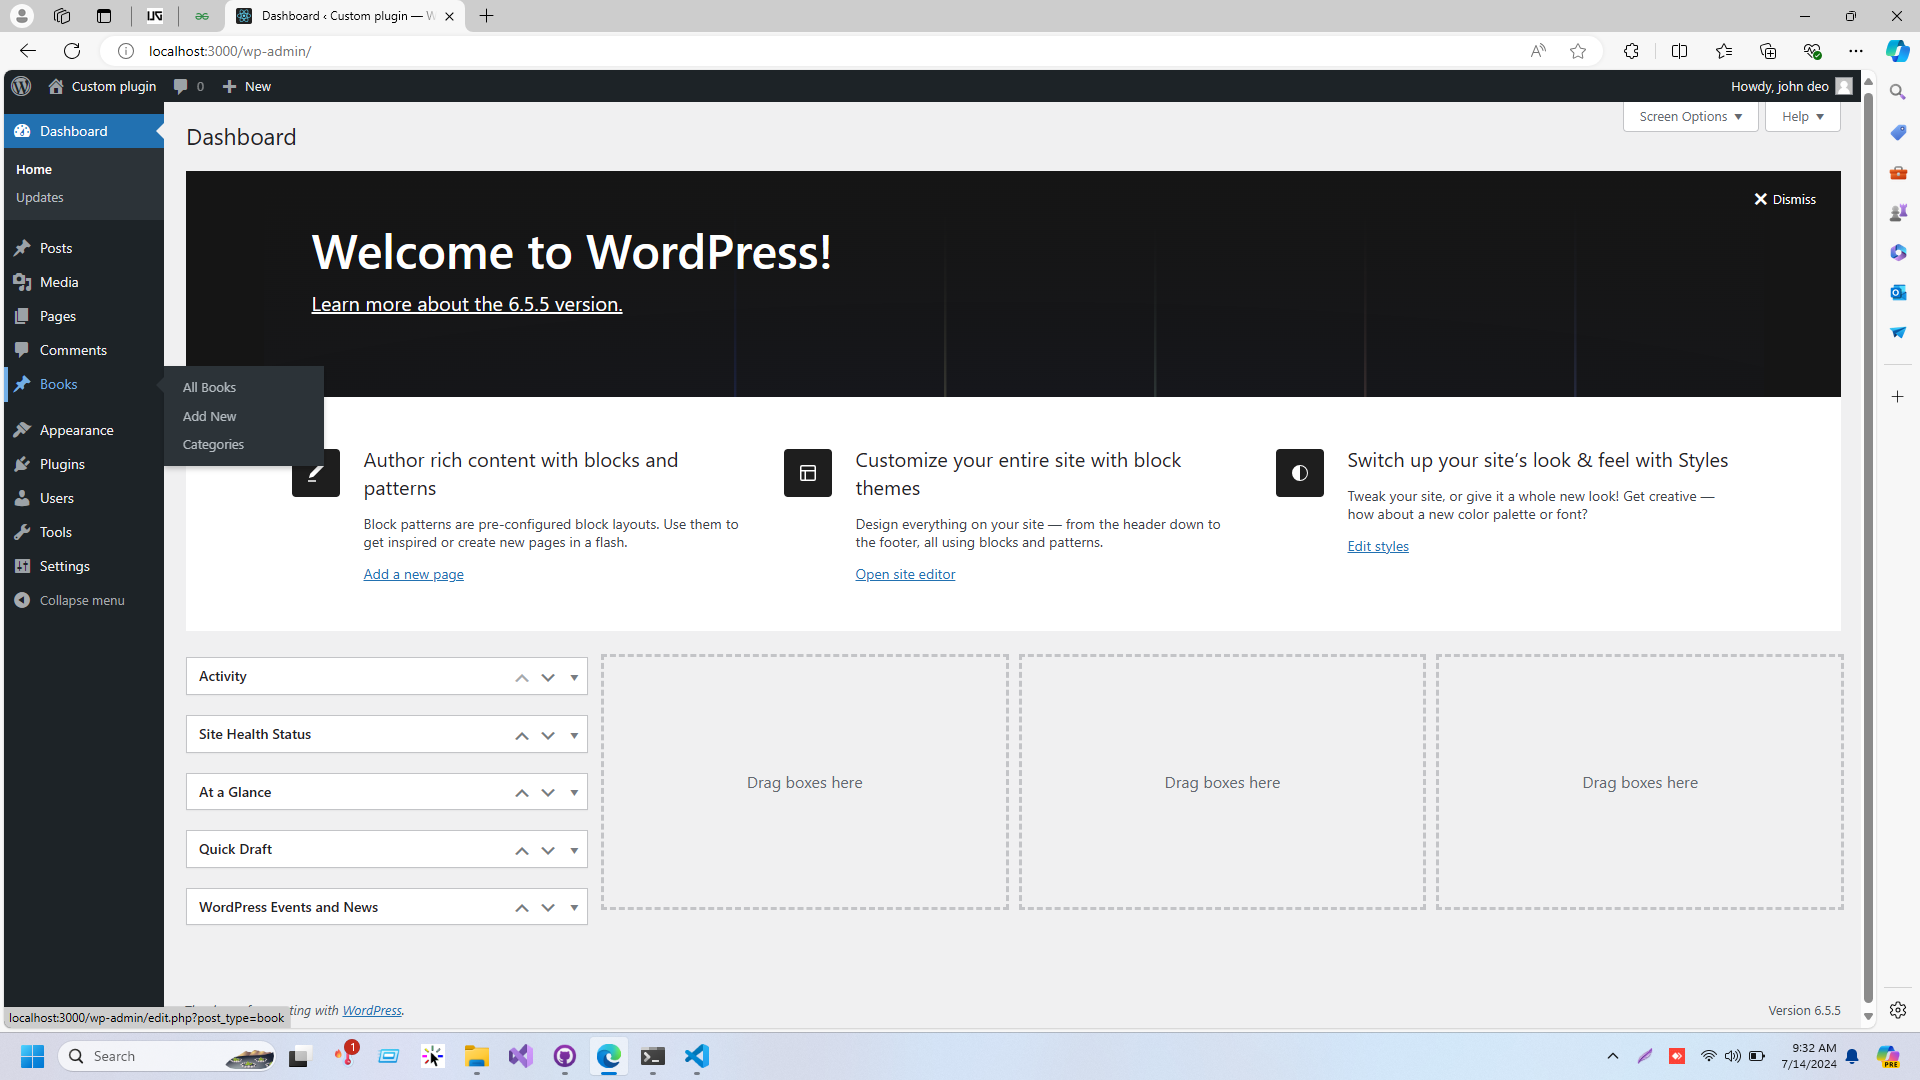 Dashboard ‹ Custom plugin — W
localhost:3000/wp-admin/
Custom plugin
0
New
Howdy, john deo
Dashboard
Home
Updates
Posts
Media
Pages
Comments
Books
All Books
Add New
Categories
Appearance
Plugins
Users
Tools
Settings
Collapse menu
Dashboard
Screen Options
Help
Dismiss
Welcome to WordPress!
Learn more about the 6.5.5 version.
Author rich content with blocks and
patterns
Block patterns are pre-configured block layouts. Use them to
get inspired or create new pages in a flash.
Add a new page
Customize your entire site with block
themes
Design everything on your site — from the header down to
the footer, all using blocks and patterns.
Open site editor
Switch up your site’s look & feel with Styles
Tweak your site, or give it a whole new look! Get creative —
how about a new color palette or font?
Edit styles
Activity
Site Health Status
At a Glance
Quick Draft
WordPress Events and News
Drag boxes here
Drag boxes here
Drag boxes here
ting with WordPress.
Version 6.5.5
localhost:3000/wp-admin/edit.php?post_type=book
Search
1
9:32 AM
7/14/2024
PRE